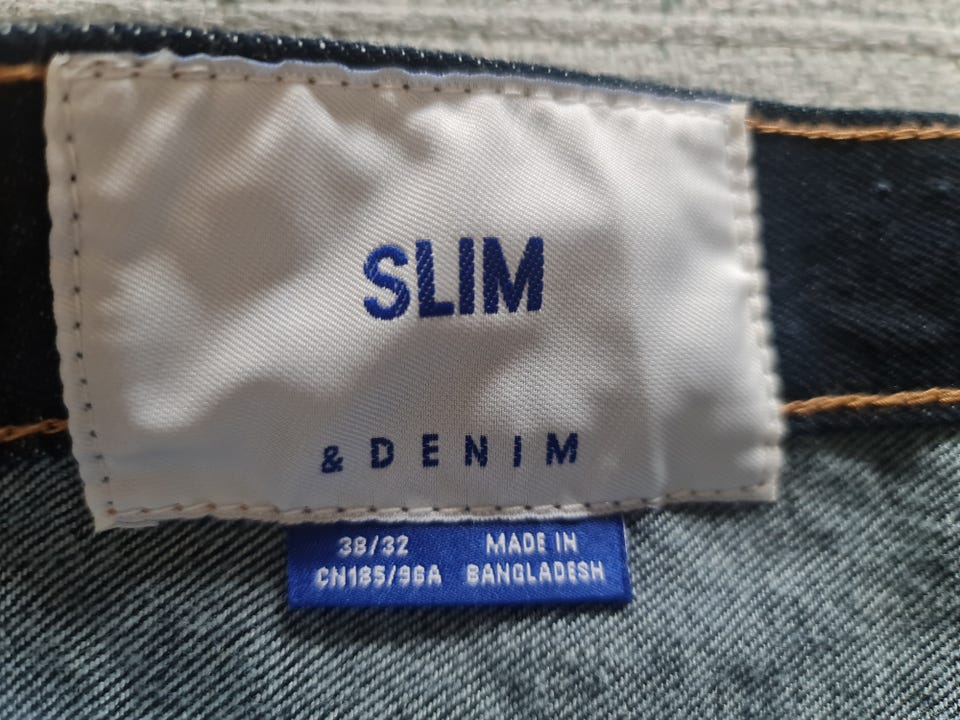 SLIM
& DENIM
38/32
CN185/96A
MADE IN
BANGLADESH